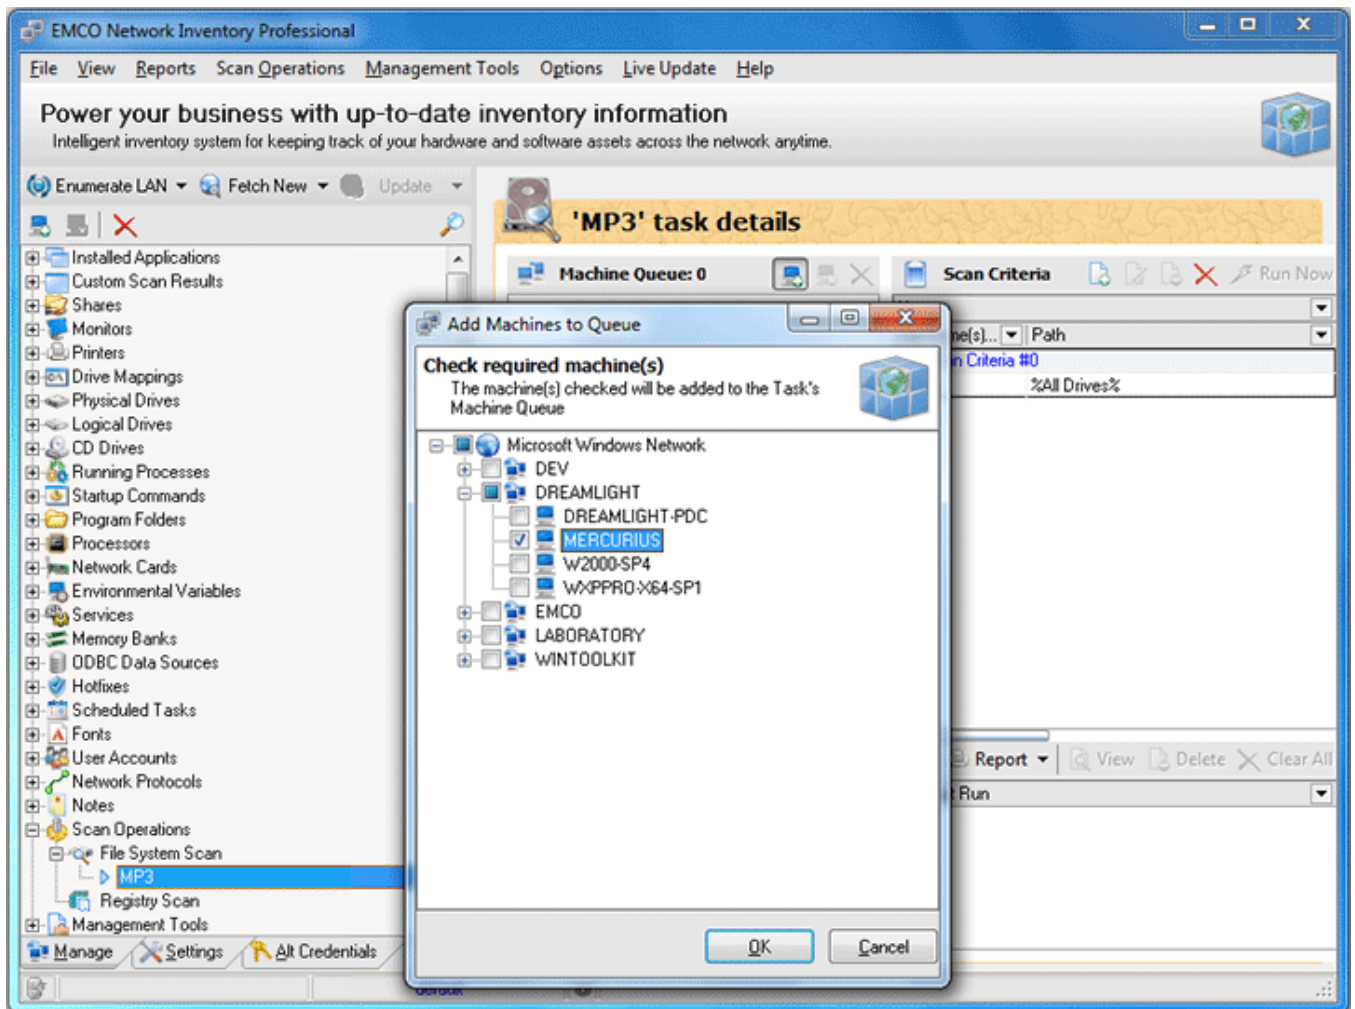 EMCO Network Inventory Professional
File View Reports Scan Operations Management Tools Options Live Update Help
Power your business with up-to-date inventory information
Intelligent inventory system for keeping track of your hardware and software assets across the network anytime.
Enumerate LAN Fetch New Update
'MP3' task details
Machine Queue: 0 Scan Criteria Run Now
Installed Applications
Custom Scan Results
Shares
Monitors
Printers
Drive Mappings
Physical Drives
Logical Drives
CD Drives
Running Processes
Startup Commands
Program Folders
Processors
Network Cards
Environmental Variables
Services
Memory Banks
ODBC Data Sources
Hotfixes
Scheduled Tasks
Fonts
User Accounts
Network Protocols
Notes
Scan Operations
File System Scan
MP3
Registry Scan
Management Tools
Manage Settings Alt Credentials
Add Machines to Queue
Check required machine(s)
The machine(s) checked will be added to the Task's
Machine Queue
Microsoft Windows Network
DEV
DREAMLIGHT
DREAMLIGHT-PDC
MERCURIUS
W2000-SP4
WXPPRO-X64-SP1
EMCO
LABORATORY
WINTOOLKIT
OK Cancel
me(s)... Path
n Criteria #0
%All Drives%
Report View Delete Clear All
Run